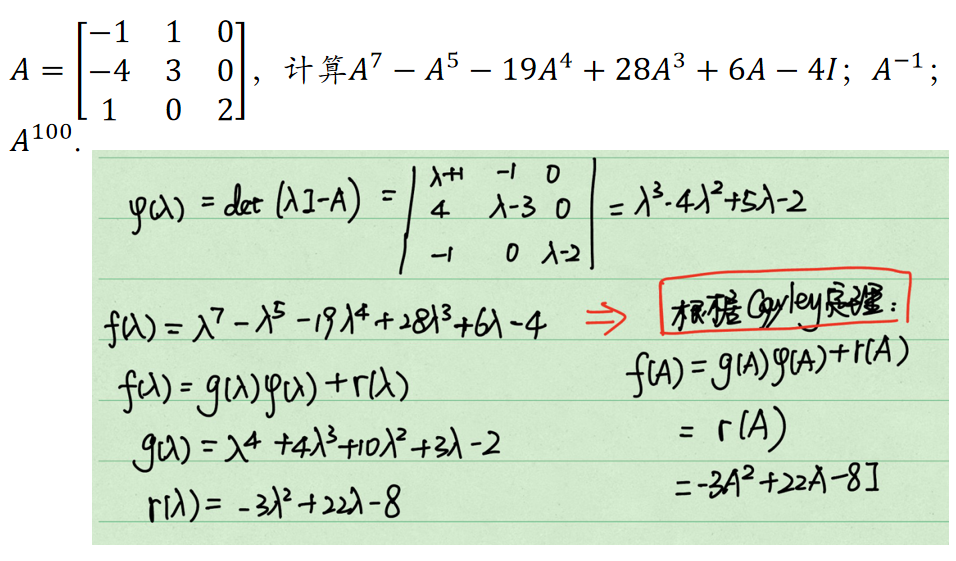 A = [−1 1 0; −4 3 0; 1 0 2], 计算A⁷ − A⁵ − 19A⁴ + 28A³ + 6A − 4I; A⁻¹;
A¹⁰⁰.
φ(λ) = det(λI-A) = |λ+1 -1 0; 4 λ-3 0; -1 0 λ-2| = λ³-4λ²+5λ-2
f(λ) = λ⁷ - λ⁵ - 19λ⁴ + 28λ³ + 6λ - 4 ⇒ 根据Cayley定理:
f(λ) = g(λ)φ(λ) + r(λ)
f(A) = g(A)φ(A) + r(A)
g(λ) = λ⁴ + 4λ³ + 10λ² + 3λ - 2
= r(A)
r(λ) = -3λ² + 22λ - 8
= -3A² + 22A - 8I